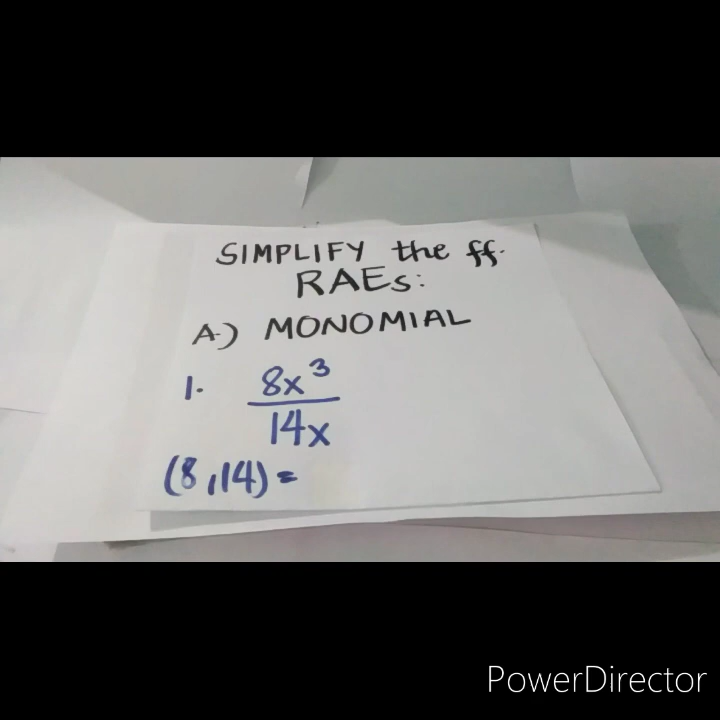 SIMPLIFY the ff.
RAEs:
A.) MONOMIAL
1. 8x³
14x
(8,14) =
PowerDirector